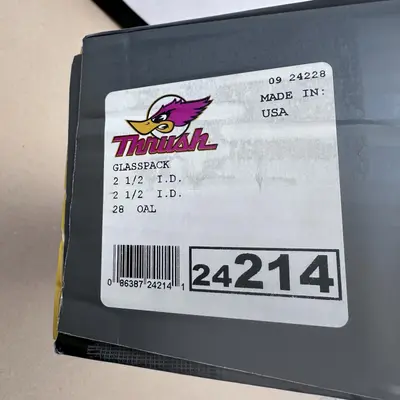 09 24228
MADE IN:
USA
Thrush
GLASSPACK
2 1/2 I.D.
2 1/2 I.D.
28 OAL
0 86387 24214 1
24214